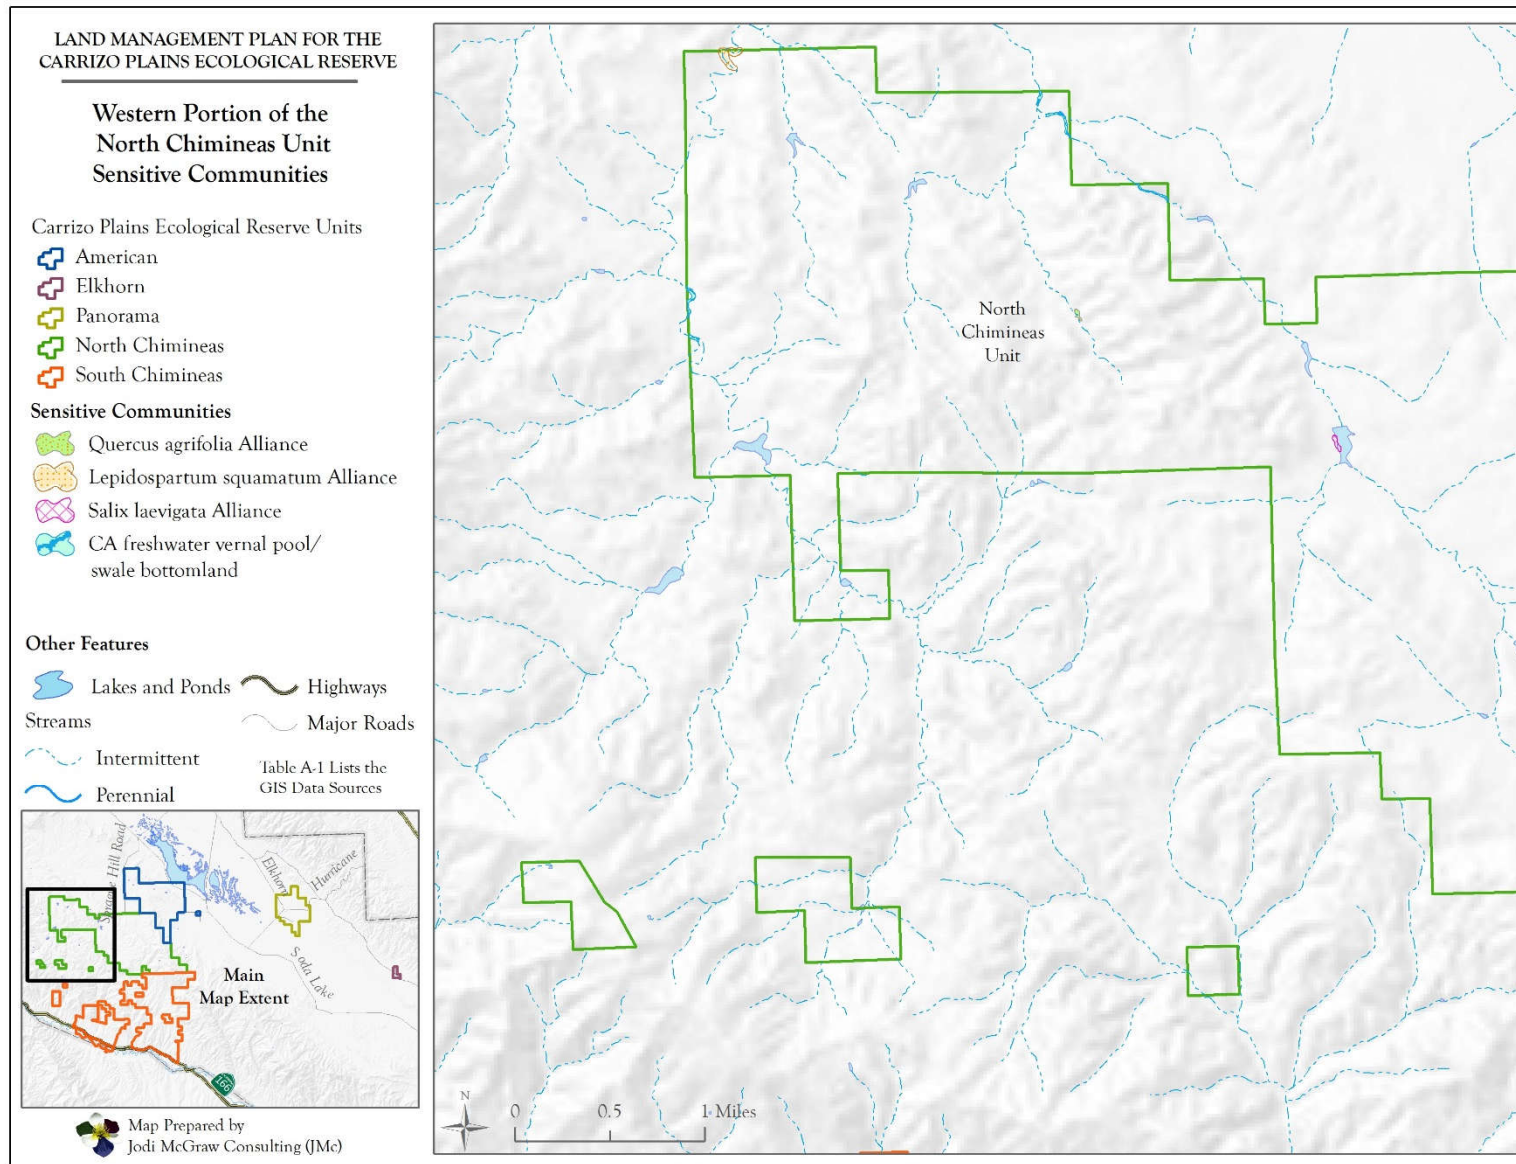 LAND MANAGEMENT PLAN FOR THE
CARRIZO PLAINS ECOLOGICAL RESERVE
Western Portion of the
North Chimineas Unit
Sensitive Communities
Carrizo Plains Ecological Reserve Units
American
Elkhorn
Panorama
North Chimineas
South Chimineas
Sensitive Communities
Quercus agrifolia Alliance
Lepidospartum squamatum Alliance
Salix laevigata Alliance
CA freshwater vernal pool/
swale bottomland
Other Features
Lakes and Ponds
Highways
Streams
Major Roads
Intermittent
Perennial
Table A-1 Lists the
GIS Data Sources
Hill Road
Elkhorn
Hurricane
Soda Lake
Main
Map Extent
166
Map Prepared by
Jodi McGraw Consulting (JMc)
North
Chimineas
Unit
N
0 0.5 1 Miles